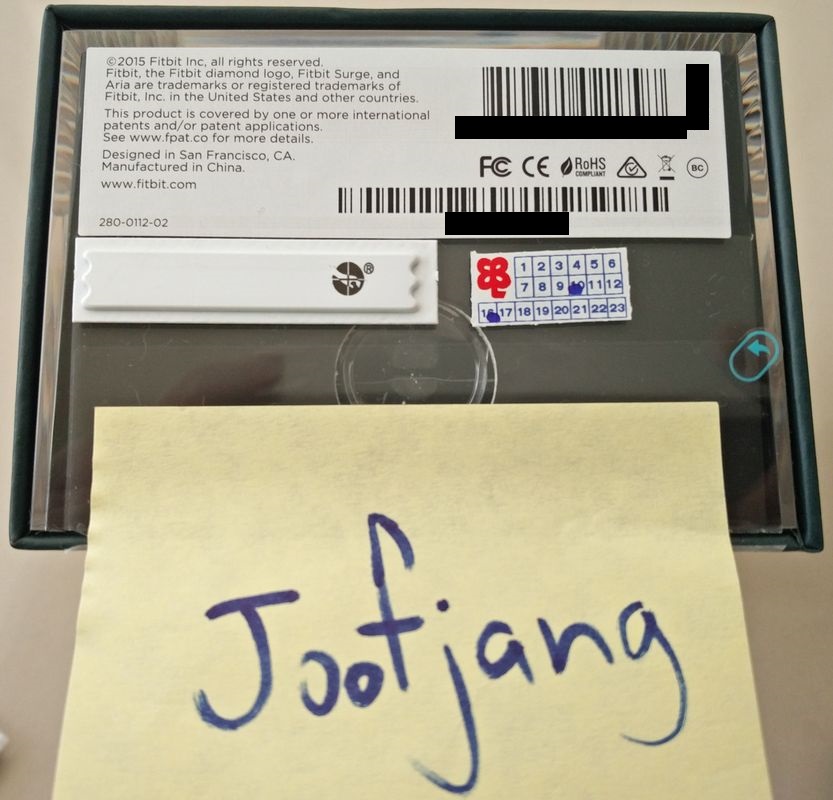 ©2015 Fitbit Inc, all rights reserved.
Fitbit, the Fitbit diamond logo, Fitbit Surge, and
Aria are trademarks or registered trademarks of
Fitbit, Inc. in the United States and other countries.
This product is covered by one or more international
patents and/or patent applications.
See www.fpat.co for more details.
Designed in San Francisco, CA.
Manufactured in China.
www.fitbit.com
280-0112-02
FC CE RoHS
COMPLIANT
BC
®
1 2 3 4 5 6
7 8 9 10 11 12
16 17 18 19 20 21 22 23
Joofjang